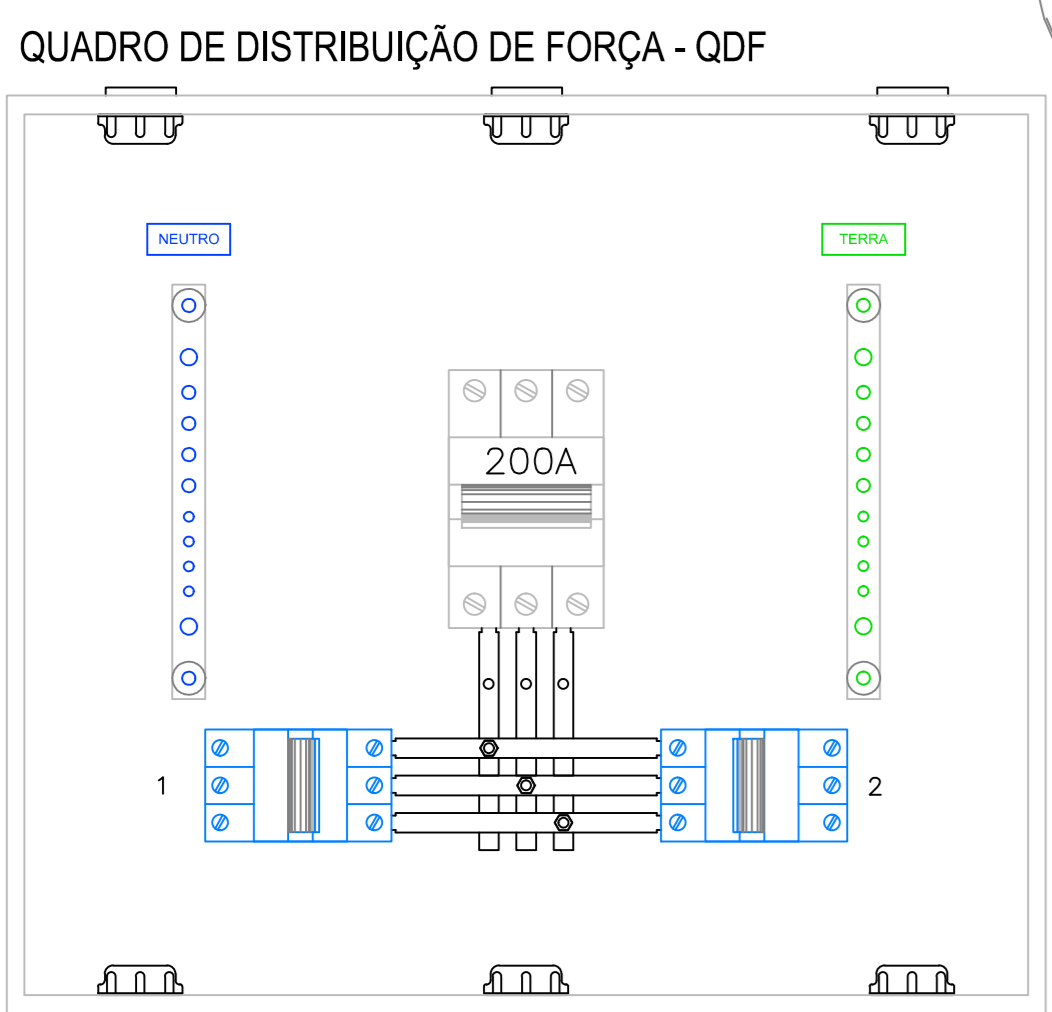 QUADRO DE DISTRIBUIÇÃO DE FORÇA - QDF
NEUTRO
TERRA
200A
1
2